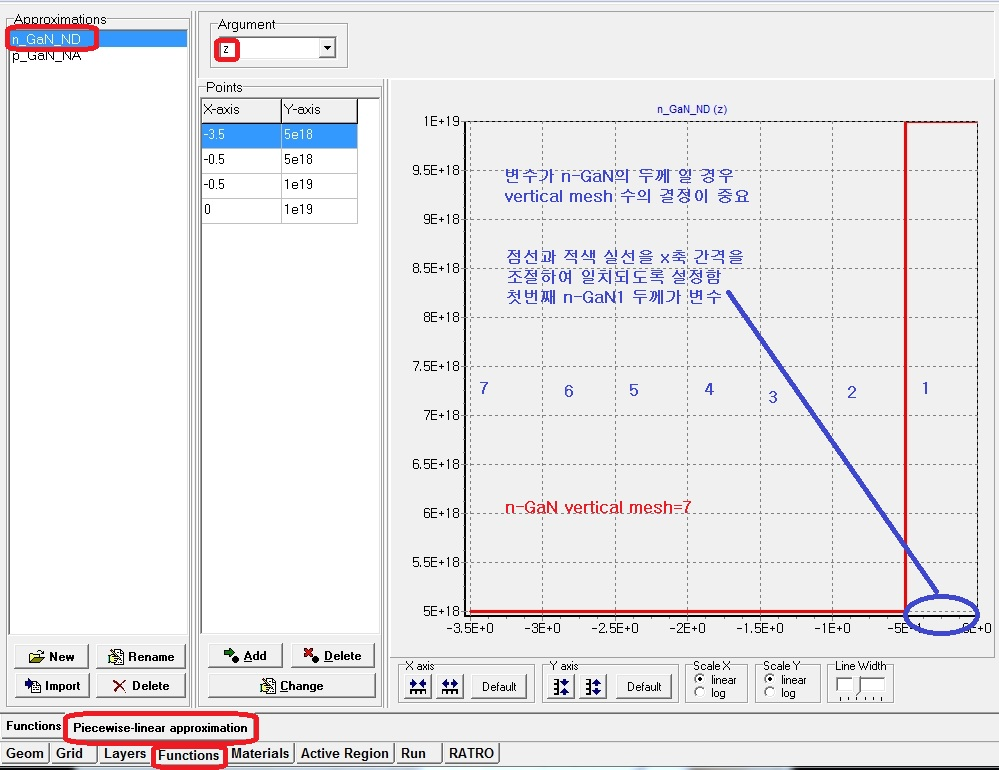 Approximations
n_GaN_ND
p_GaN_NA
Argument
z
Points
X-axis Y-axis
-3.5 5e18
-0.5 5e18
-0.5 1e19
0 1e19
n_GaN_ND (z)
1E+19
9.5E+18
9E+18
8.5E+18
8E+18
7.5E+18
7E+18
6.5E+18
6E+18
5.5E+18
5E+18
변수가 n-GaN의 두께 일 경우
vertical mesh 수의 결정이 중요
점선과 적색 실선을 x축 간격을
조절하여 일치되도록 설정함
첫번째 n-GaN1 두께가 변수
7 6 5 4 3 2 1
n-GaN vertical mesh=7
-3.5E+0 -3E+0 -2.5E+0 -2E+0 -1.5E+0 -1E+0 -5E-1 0E+0
New Rename
Import Delete
Add Delete
Change
X axis
Default
Y axis
Default
Scale X
linear
log
Scale Y
linear
log
Line Width
Functions Piecewise-linear approximation
Geom Grid Layers Functions Materials Active Region Run RATRO